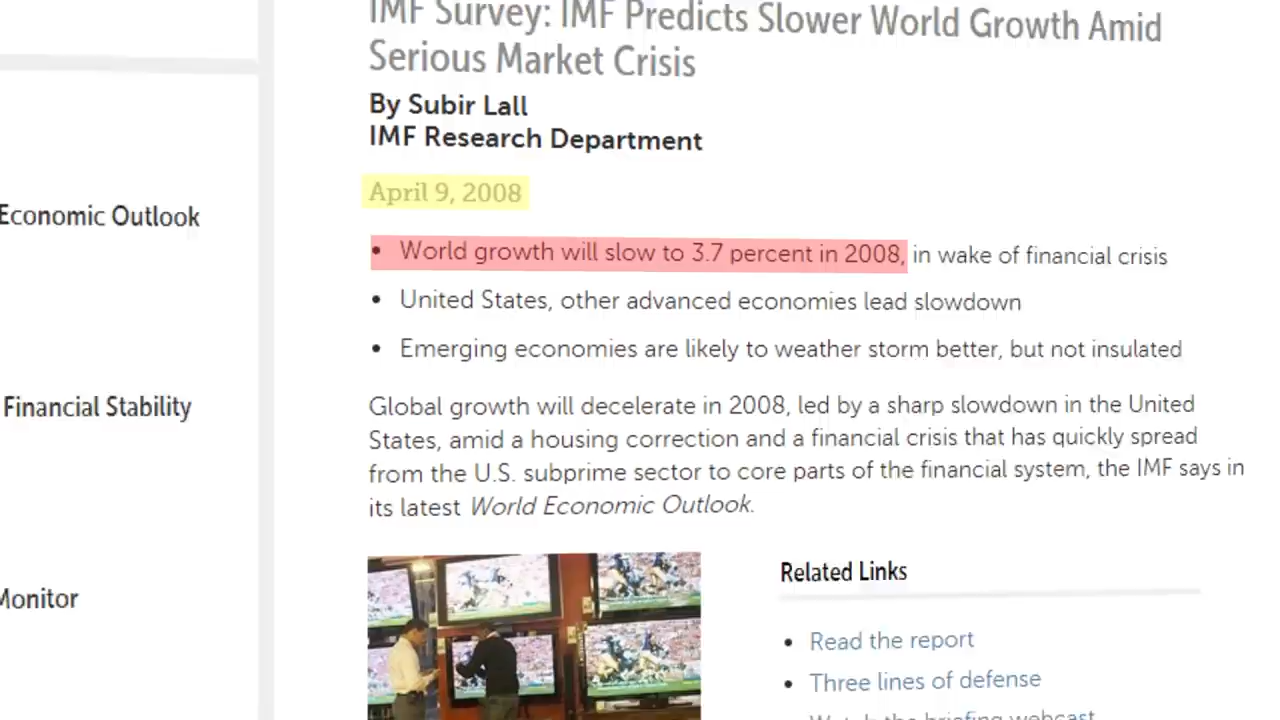 IMF Survey: IMF Predicts Slower World Growth Amid
Serious Market Crisis
By Subir Lall
IMF Research Department
April 9, 2008
• World growth will slow to 3.7 percent in 2008, in wake of financial crisis
• United States, other advanced economies lead slowdown
• Emerging economies are likely to weather storm better, but not insulated
Global growth will decelerate in 2008, led by a sharp slowdown in the United
States, amid a housing correction and a financial crisis that has quickly spread
from the U.S. subprime sector to core parts of the financial system, the IMF says in
its latest World Economic Outlook.
Economic Outlook
Financial Stability
Monitor
Related Links
• Read the report
• Three lines of defense
Watch the briefing webcast